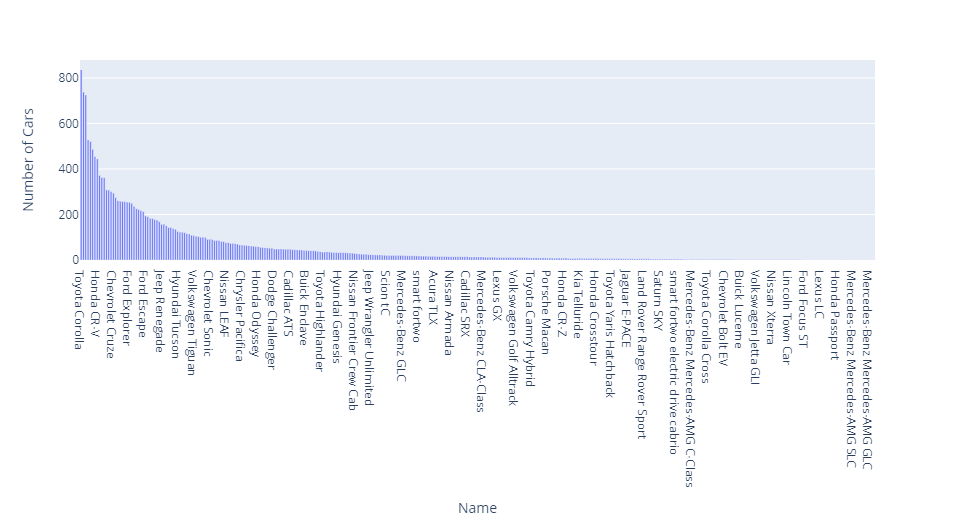 800
600
400
200
0
Number of Cars
Toyota Corolla
Honda CR-V
Chevrolet Cruze
Ford Explorer
Ford Escape
Jeep Renegade
Hyundai Tucson
Volkswagen Tiguan
Chevrolet Sonic
Nissan LEAF
Chrysler Pacifica
Honda Odyssey
Dodge Challenger
Cadillac ATS
Buick Enclave
Toyota Highlander
Hyundai Genesis
Nissan Frontier Crew Cab
Jeep Wrangler Unlimited
Scion tC
Mercedes-Benz GLC
smart fortwo
Acura TLX
Nissan Armada
Cadillac SRX
Mercedes-Benz CLA-Class
Lexus GX
Volkswagen Golf Alltrack
Toyota Camry Hybrid
Porsche Macan
Honda CR-Z
Kia Telluride
Honda Crosstour
Toyota Yaris Hatchback
Jaguar E-PACE
Land Rover Range Rover Sport
Saturn SKY
smart fortwo electric drive cabrio
Mercedes-Benz Mercedes-AMG C-Class
Toyota Corolla Cross
Chevrolet Bolt EV
Buick Lucerne
Volkswagen Jetta GLI
Nissan Xterra
Lincoln Town Car
Ford Focus ST
Lexus LC
Honda Passport
Mercedes-Benz Mercedes-AMG SLC
Mercedes-Benz Mercedes-AMG GLC
Name